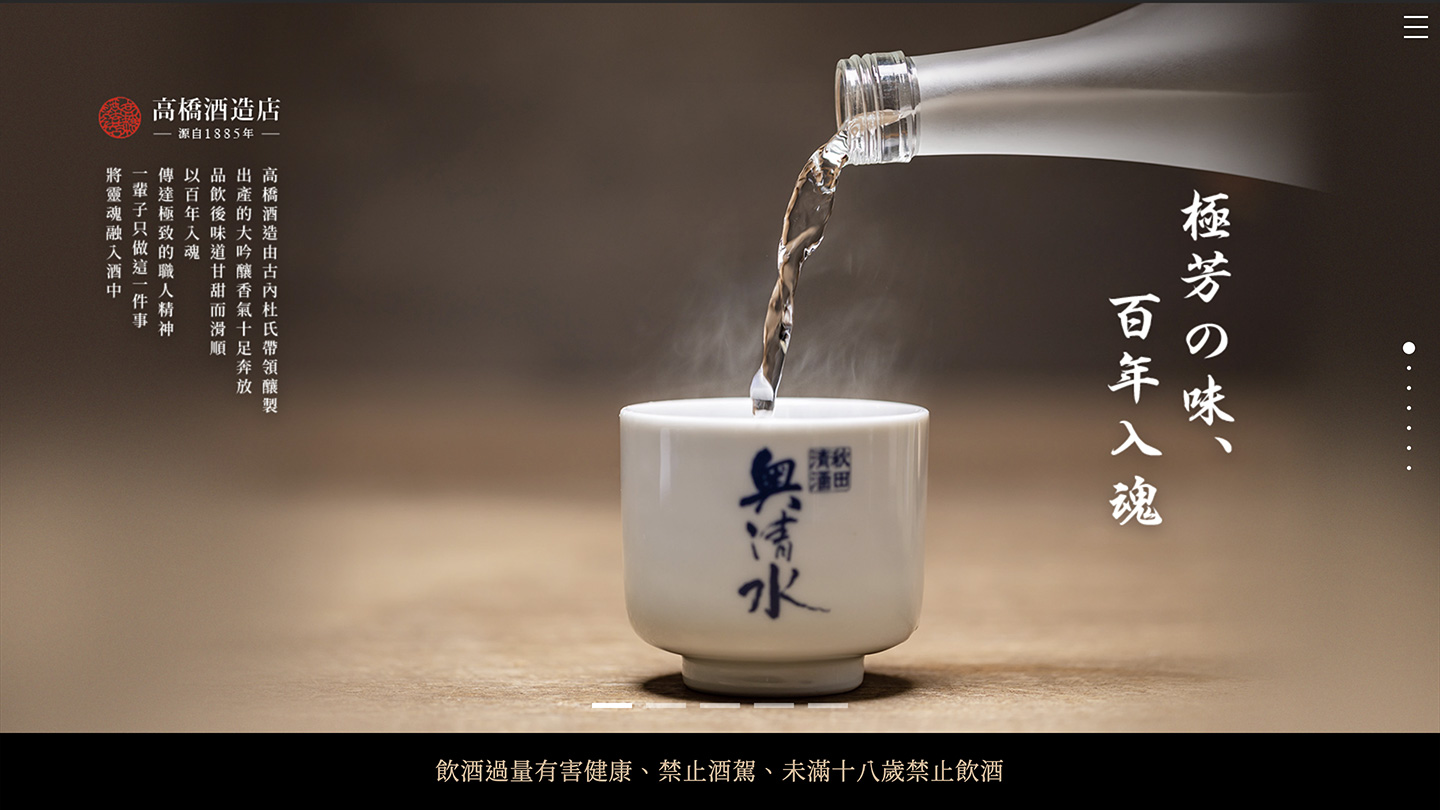 高橋酒造店
源自1885年
高橋酒造由古內杜氏帶領釀製
出產的大吟釀香氣十足奔放
品飲後味道甘甜而滑順
以百年入魂
傳達極致的職人精神
一輩子只做這一件事
將靈魂融入酒中
極芳の味、
百年入魂
秋田
清酒
奥清水
飲酒過量有害健康、禁止酒駕、未滿十八歲禁止飲酒